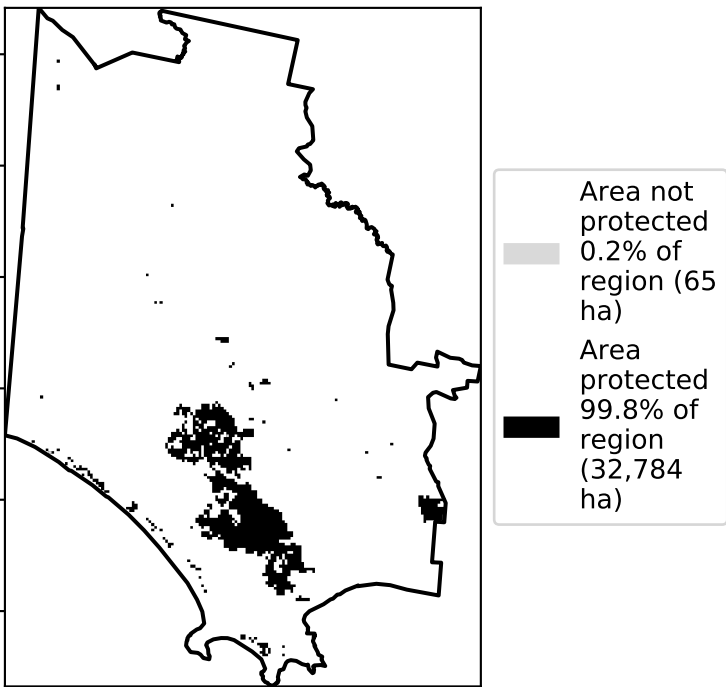 Area not
protected
0.2% of
region (65
ha)
Area
protected
99.8% of
region
(32,784
ha)